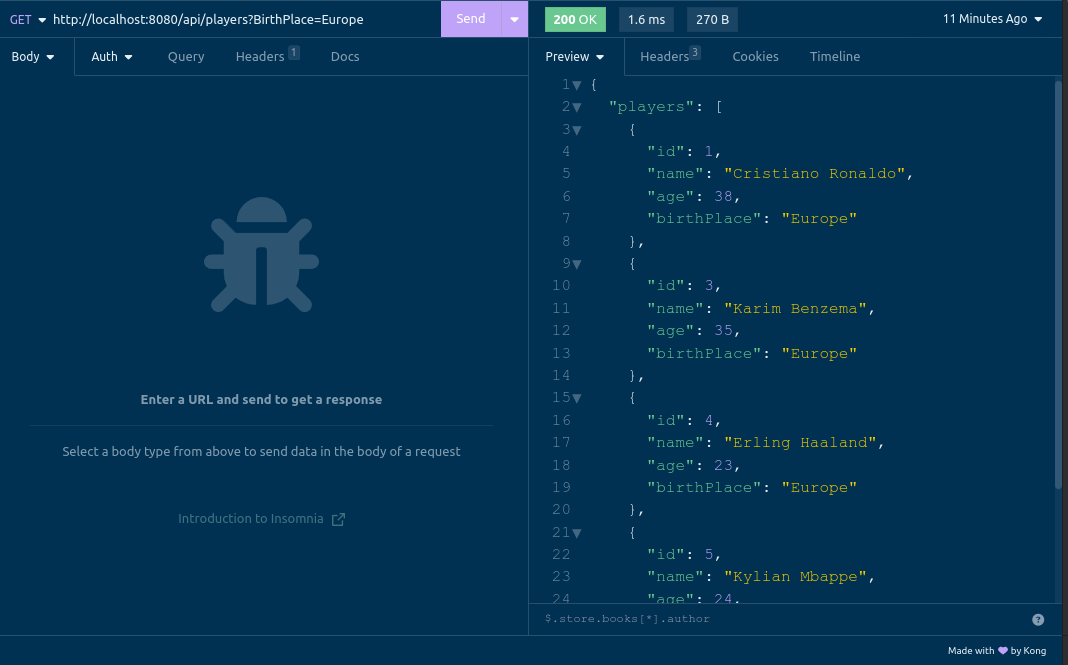 GET http://localhost:8080/api/players?BirthPlace=Europe
Send
200 OK 1.6 ms 270 B
11 Minutes Ago
Body Auth Query Headers 1 Docs
Preview Headers 3 Cookies Timeline
Enter a URL and send to get a response
Select a body type from above to send data in the body of a request
Introduction to Insomnia
1 {
2 "players": [
3 {
4 "id": 1,
5 "name": "Cristiano Ronaldo",
6 "age": 38,
7 "birthPlace": "Europe"
8 },
9 {
10 "id": 3,
11 "name": "Karim Benzema",
12 "age": 35,
13 "birthPlace": "Europe"
14 },
15 {
16 "id": 4,
17 "name": "Erling Haaland",
18 "age": 23,
19 "birthPlace": "Europe"
20 },
21 {
22 "id": 5,
23 "name": "Kylian Mbappe",
24 "age": 24,
$.store.books[*].author
?
Made with 💜 by Kong